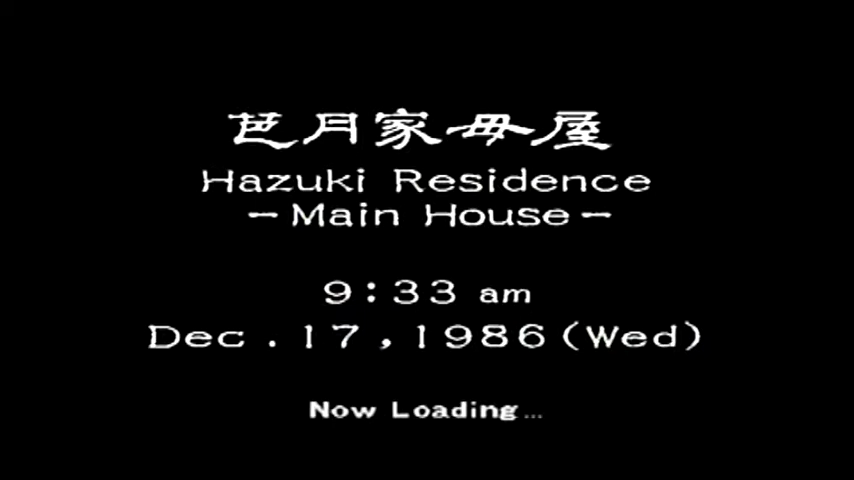 芭月家母屋
Hazuki Residence
-Main House-
9:33 am
Dec.17,1986(Wed)
Now Loading...